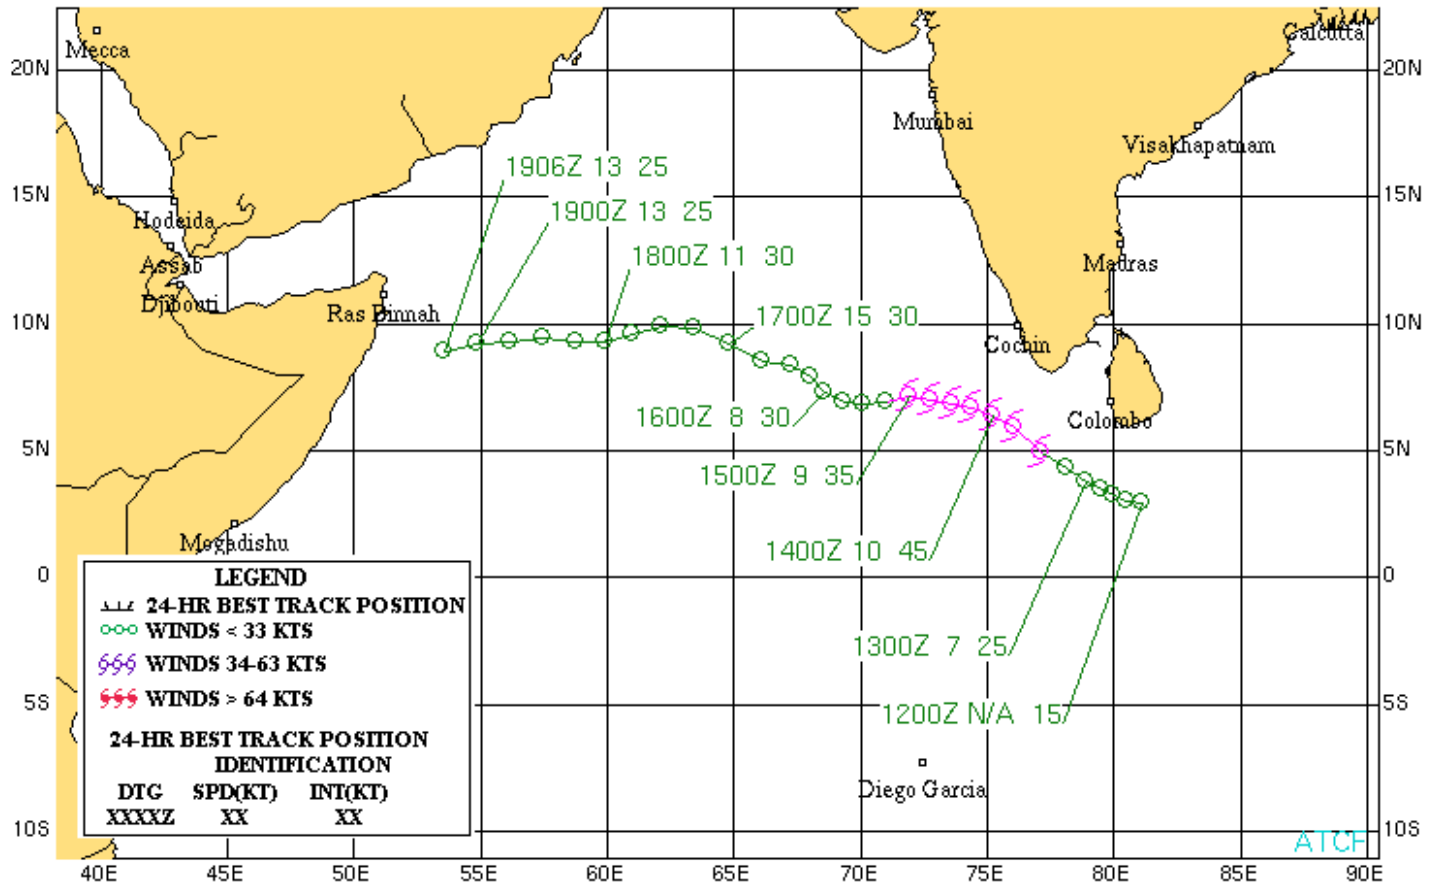 Mecca
Calcutta
20N
20N
Mumbai
Visakhapatnam
1906Z 13 25
15N
15N
1900Z 13 25
Hodeida
1800Z 11 30
Assab
Madras
Djibouti
Ras Binnah
1700Z 15 30
10N
10N
Cochin
1600Z 8 30
Colombo
5N
5N
1500Z 9 35
Mogadishu
1400Z 10 45
0
0
LEGEND
24-HR BEST TRACK POSITION
WINDS < 33 KTS
1300Z 7 25
WINDS 34-63 KTS
WINDS > 64 KTS
5S
5S
1200Z N/A 15
24-HR BEST TRACK POSITION
IDENTIFICATION
DTG SPD(KT) INT(KT)
XXXXZ XX XX
Diego Garcia
10S
10S
ATCF
40E 45E 50E 55E 60E 65E 70E 75E 80E 85E 90E